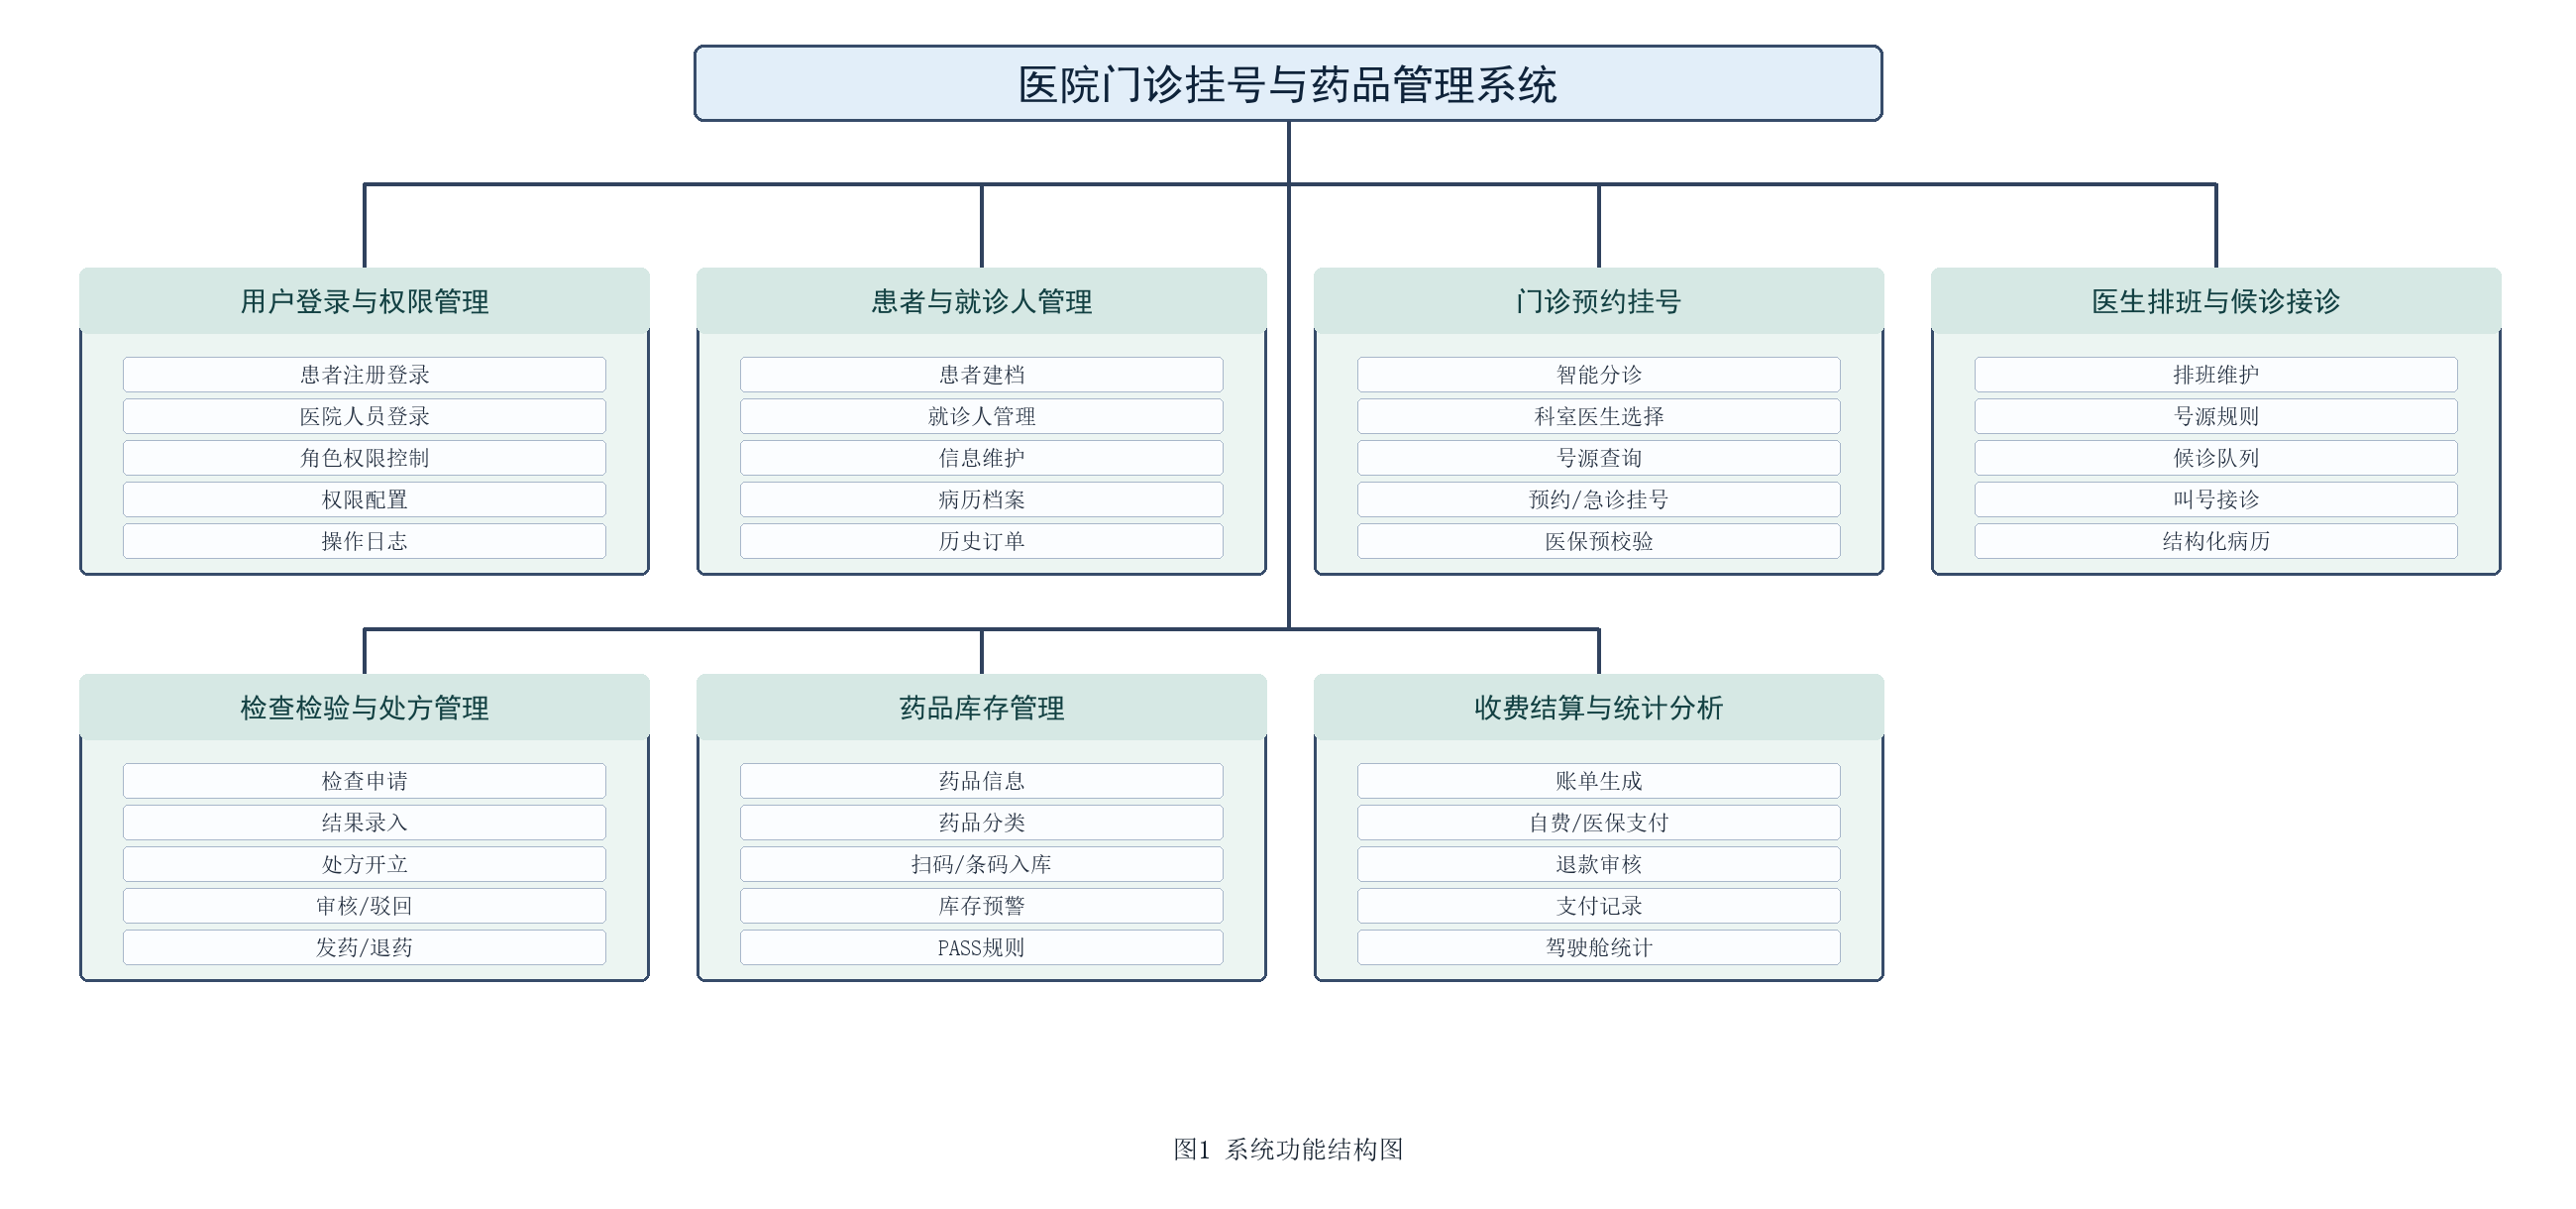 医院门诊挂号与药品管理系统
用户登录与权限管理
患者注册登录
医院人员登录
角色权限控制
权限配置
操作日志
患者与就诊人管理
患者建档
就诊人管理
信息维护
病历档案
历史订单
门诊预约挂号
智能分诊
科室医生选择
号源查询
预约/急诊挂号
医保预校验
医生排班与候诊接诊
排班维护
号源规则
候诊队列
叫号接诊
结构化病历
检查检验与处方管理
检查申请
结果录入
处方开立
审核/驳回
发药/退药
药品库存管理
药品信息
药品分类
扫码/条码入库
库存预警
PASS规则
收费结算与统计分析
账单生成
自费/医保支付
退款审核
支付记录
驾驶舱统计
图1 系统功能结构图